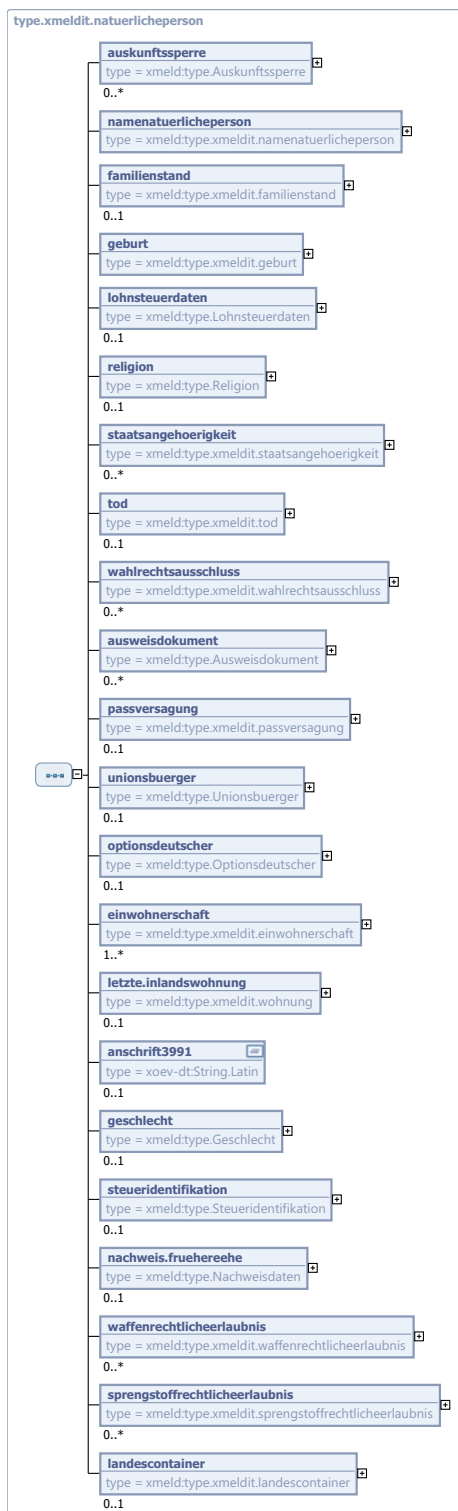 type.xmeldit.natuerlicheperson
auskunftssperre
type = xmeld:type.Auskunftssperre
0..*
namenatuerlicheperson
type = xmeld:type.xmeldit.namenatuerlicheperson
familienstand
type = xmeld:type.xmeldit.familienstand
0..1
geburt
type = xmeld:type.xmeldit.geburt
lohnsteuerdaten
type = xmeld:type.Lohnsteuerdaten
0..1
religion
type = xmeld:type.Religion
0..1
staatsangehoerigkeit
type = xmeld:type.xmeldit.staatsangehoerigkeit
0..*
tod
type = xmeld:type.xmeldit.tod
0..1
wahlrechtsausschluss
type = xmeld:type.xmeldit.wahlrechtsausschluss
0..*
ausweisdokument
type = xmeld:type.Ausweisdokument
0..*
passversagung
type = xmeld:type.xmeldit.passversagung
0..1
unionsbuerger
type = xmeld:type.Unionsbuerger
0..1
optionsdeutscher
type = xmeld:type.Optionsdeutscher
0..1
einwohnerschaft
type = xmeld:type.xmeldit.einwohnerschaft
1..*
letzte.inlandswohnung
type = xmeld:type.xmeldit.wohnung
0..1
anschrift3991
type = xoev-dt:String.Latin
0..1
geschlecht
type = xmeld:type.Geschlecht
0..1
steueridentifikation
type = xmeld:type.Steueridentifikation
0..1
nachweis.fruehereehe
type = xmeld:type.Nachweisdaten
0..1
waffenrechtlicheerlaubnis
type = xmeld:type.xmeldit.waffenrechtlicheerlaubnis
0..*
sprengstoffrechtlicheerlaubnis
type = xmeld:type.xmeldit.sprengstoffrechtlicheerlaubnis
0..*
landescontainer
type = xmeld:type.xmeldit.landescontainer
0..1